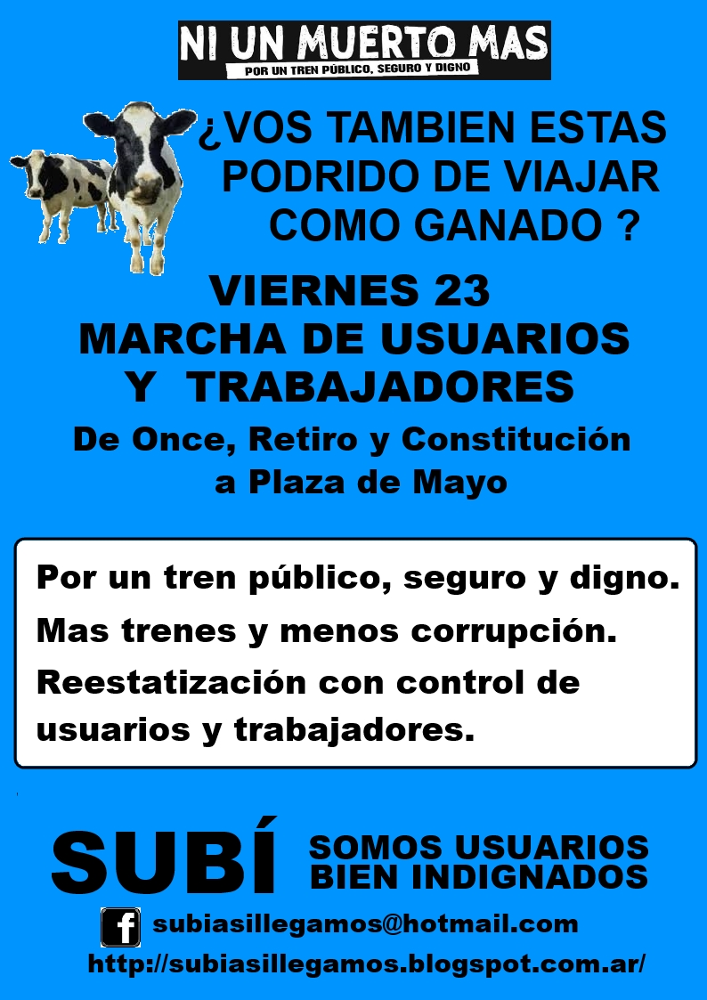 NI UN MUERTO MAS
POR UN TREN PÚBLICO, SEGURO Y DIGNO
¿VOS TAMBIEN ESTAS
PODRIDO DE VIAJAR
COMO GANADO ?
VIERNES 23
MARCHA DE USUARIOS
Y TRABAJADORES
De Once, Retiro y Constitución
a Plaza de Mayo
Por un tren público, seguro y digno.
Mas trenes y menos corrupción.
Reestatización con control de
usuarios y trabajadores.
SUBÍ
SOMOS USUARIOS
BIEN INDIGNADOS
f subiasillegamos@hotmail.com
http://subiasillegamos.blogspot.com.ar/